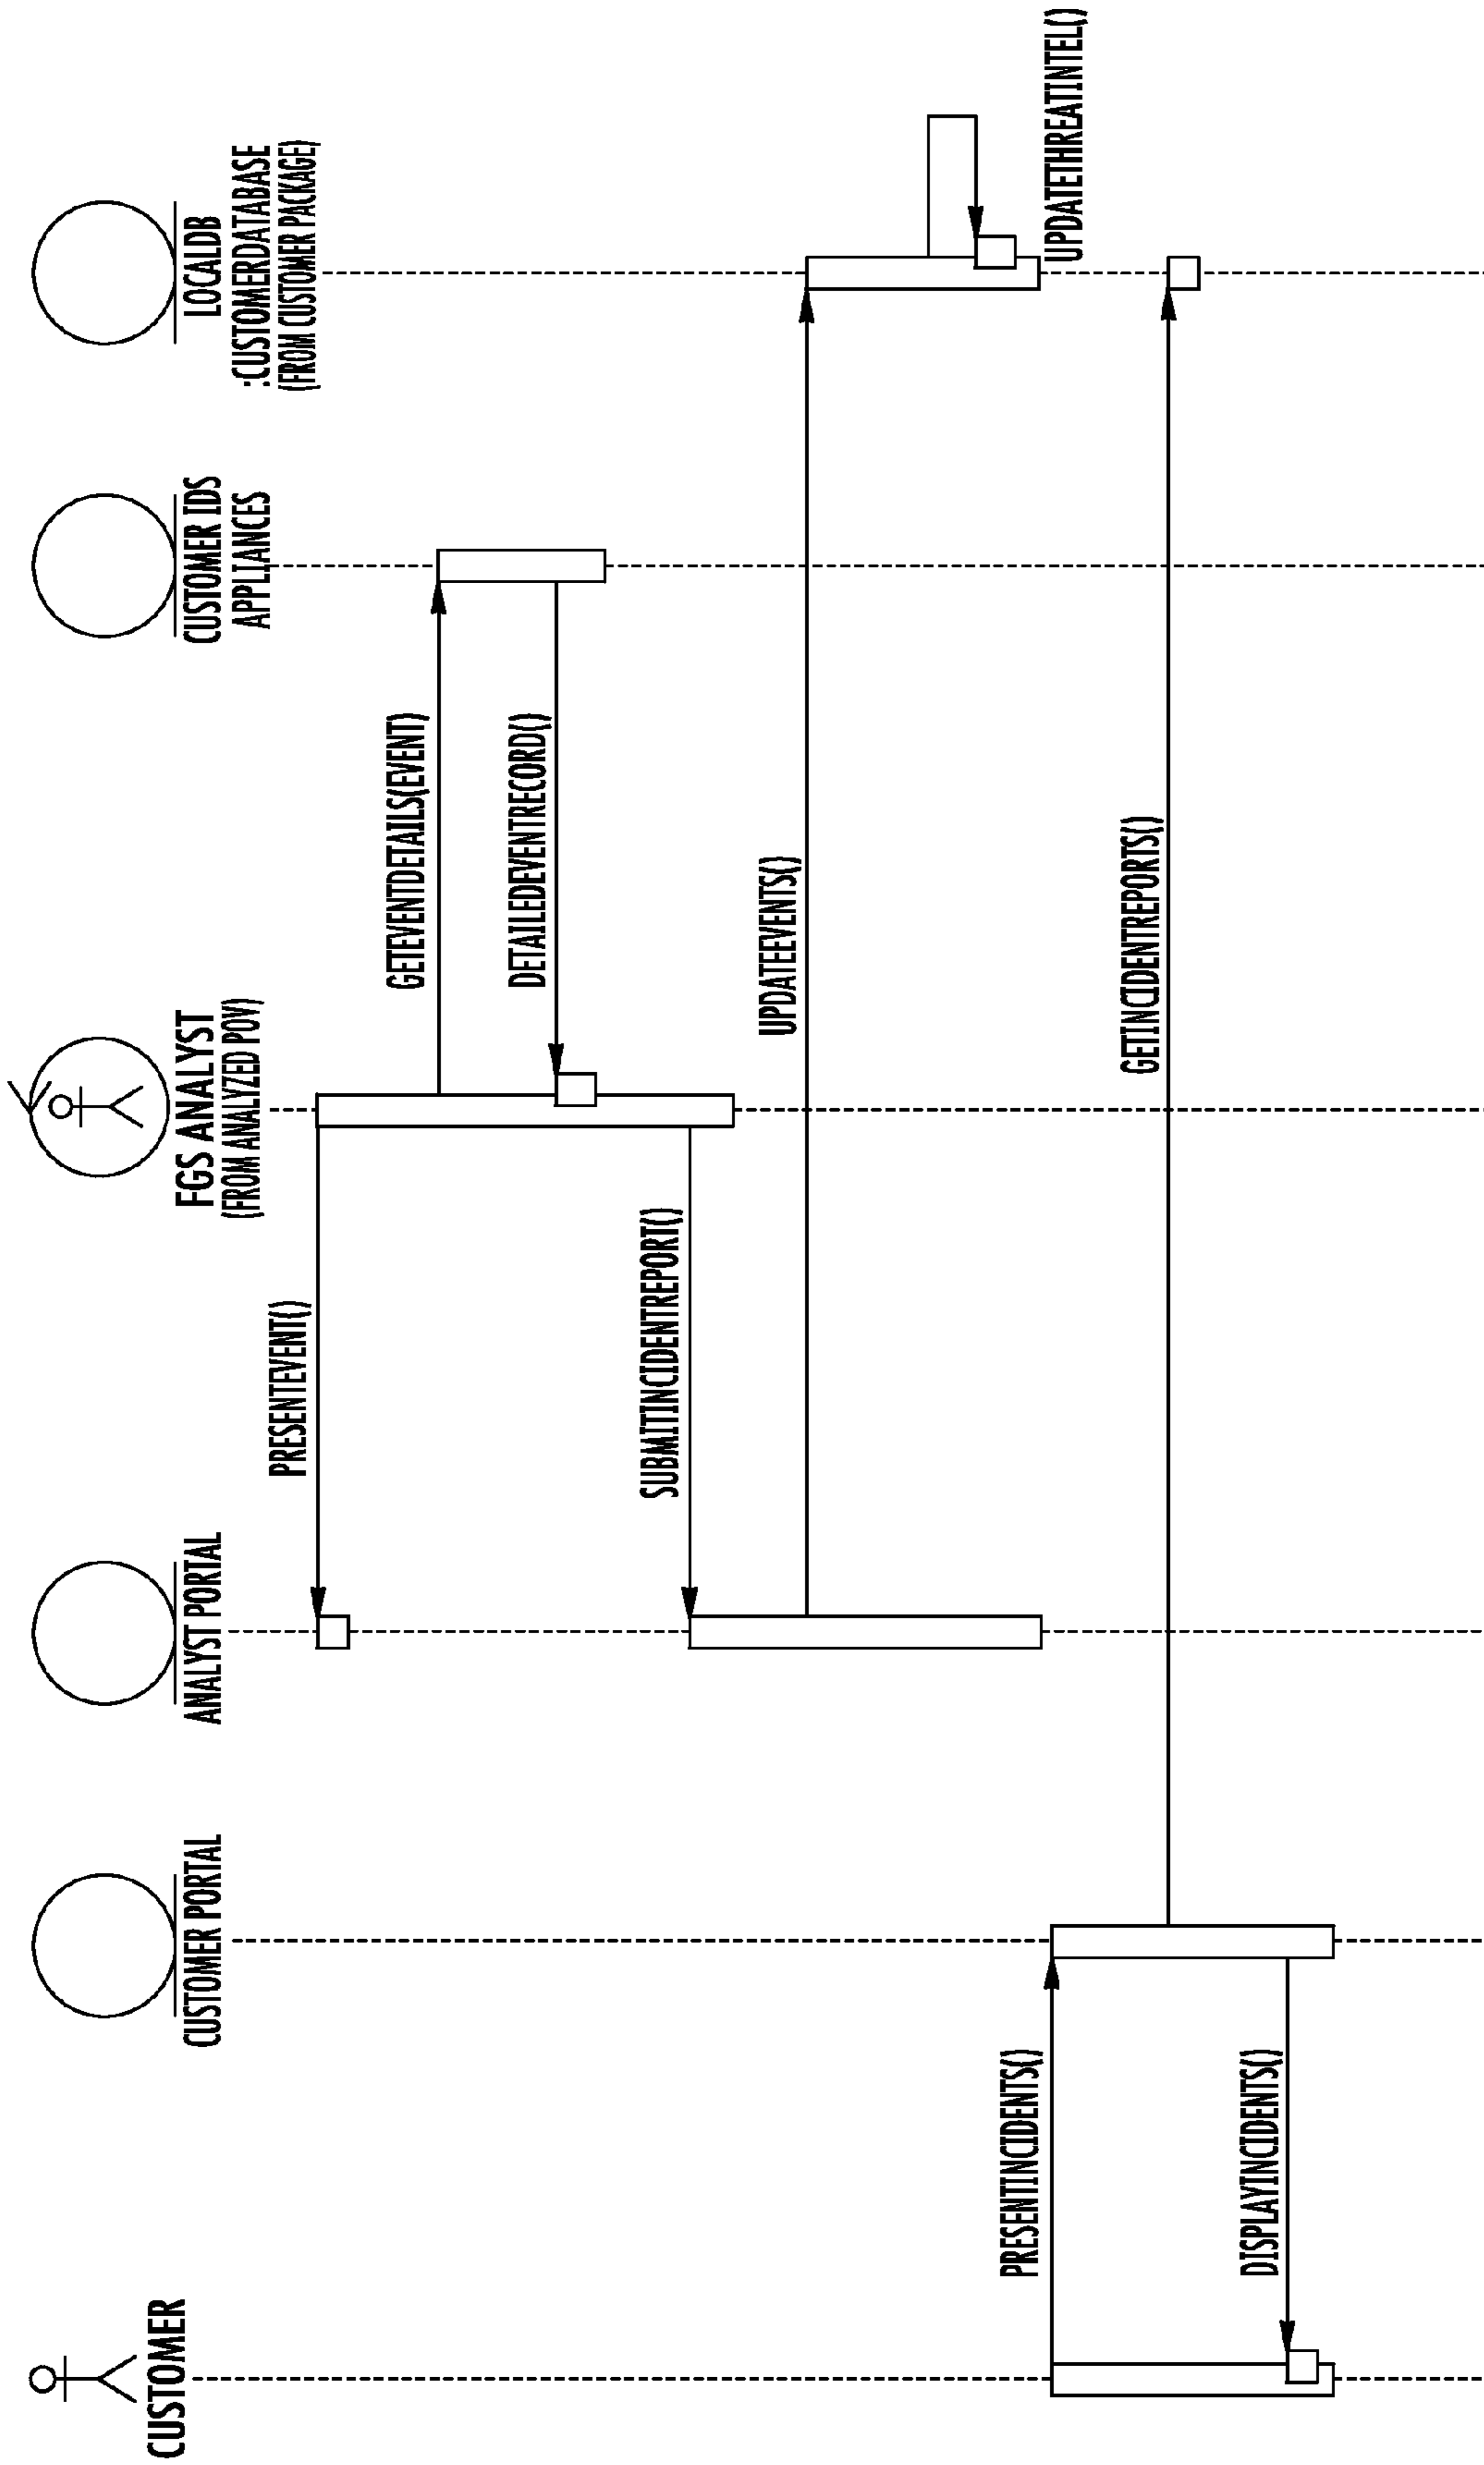 CUSTOMER
CUSTOMER PORTAL
ANALYST PORTAL
FGS ANALYST
(FROM ANALYZED POV)
CUSTOMER IDS
APPLIANCES
LOCALDB
:CUSTOMERDATABASE
(FROM CUSTOMER PACKAGE)
PRESENTEVENT()
GETEVENTDETAILS(EVENT)
DETAILEDEVENTRECORD()
SUBMITINCIDENTREPORT()
UPDATEEVENTS()
UPDATETHREATINTEL()
PRESENTINCIDENTS()
GETINCIDENTREPORTS()
DISPLAYINCIDENTS()